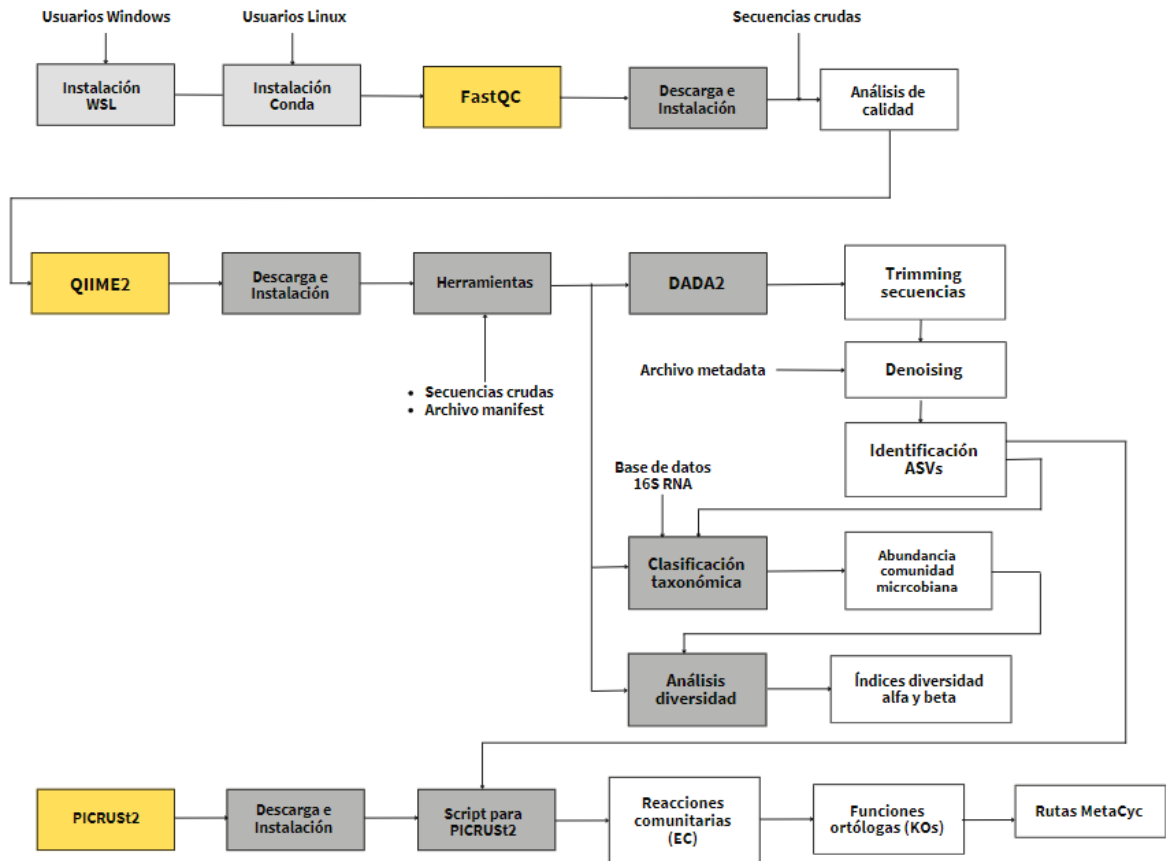 Usuarios Windows
Usuarios Linux
Secuencias crudas
Instalación
WSL
Instalación
Conda
FastQC
Descarga e
Instalación
Análisis de
calidad
QIIME2
Descarga e
Instalación
Herramientas
DADA2
Trimming
secuencias
Archivo metadata
Denoising
• Secuencias crudas
• Archivo manifest
Identificación
ASVs
Base de datos
16S RNA
Clasificación
taxonómica
Abundancia
comunidad
micrcobiana
Análisis
diversidad
Índices diversidad
alfa y beta
PICRUSt2
Descarga e
Instalación
Script para
PICRUSt2
Reacciones
comunitarias
(EC)
Funciones
ortólogas (KOs)
Rutas MetaCyc